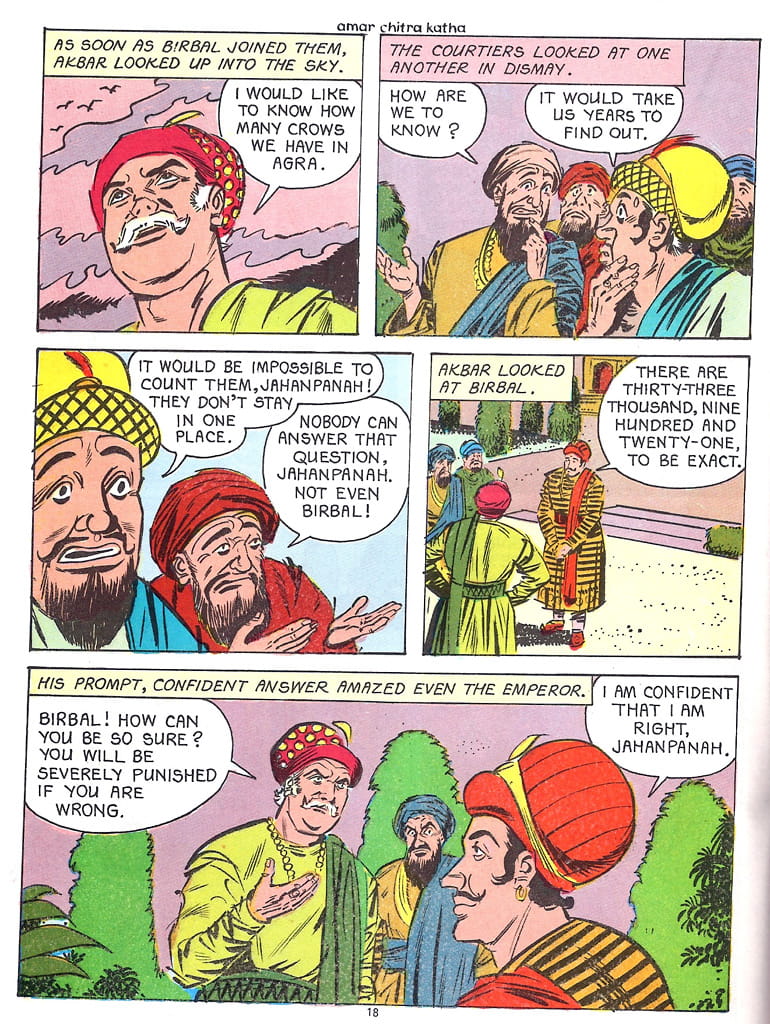 amar chitra katha
AS SOON AS BIRBAL JOINED THEM,
AKBAR LOOKED UP INTO THE SKY.
I WOULD LIKE
TO KNOW HOW
MANY CROWS
WE HAVE IN
AGRA.
THE COURTIERS LOOKED AT ONE
ANOTHER IN DISMAY.
HOW ARE
WE TO
KNOW ?
IT WOULD TAKE
US YEARS TO
FIND OUT.
IT WOULD BE IMPOSSIBLE TO
COUNT THEM, JAHANPANAH!
THEY DON'T STAY
IN ONE
PLACE.
NOBODY CAN
ANSWER THAT
QUESTION,
JAHANPANAH.
NOT EVEN
BIRBAL!
AKBAR LOOKED
AT BIRBAL.
THERE ARE
THIRTY-THREE
THOUSAND, NINE
HUNDRED AND
TWENTY-ONE,
TO BE EXACT.
HIS PROMPT, CONFIDENT ANSWER AMAZED EVEN THE EMPEROR.
BIRBAL! HOW CAN
YOU BE SO SURE?
YOU WILL BE
SEVERELY PUNISHED
IF YOU ARE
WRONG.
I AM CONFIDENT
THAT I AM
RIGHT,
JAHANPANAH.
18